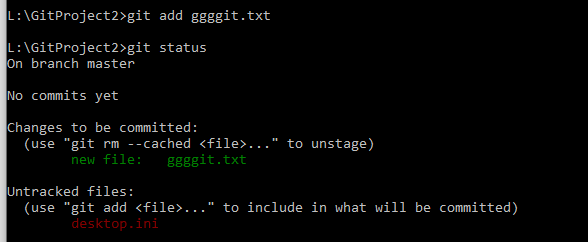 L:\GitProject2>git add ggggit.txt
L:\GitProject2>git status
On branch master
No commits yet
Changes to be committed:
(use "git rm --cached <file>..." to unstage)
new file:   ggggit.txt
Untracked files:
(use "git add <file>..." to include in what will be committed)
desktop.ini